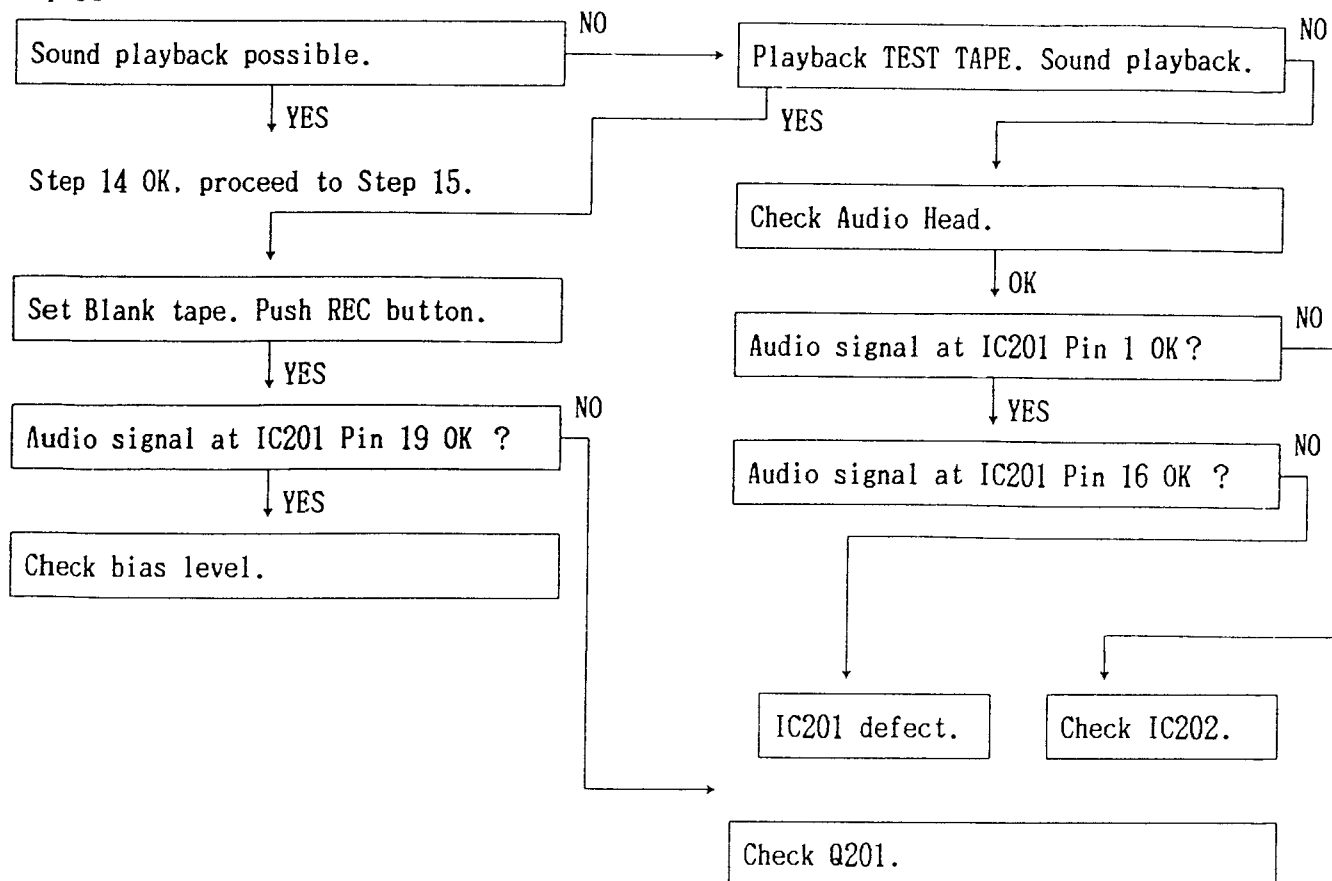 NO
NO
Sound playback possible.
Playback TEST TAPE. Sound playback.
YES
YES
Step 14 OK, proceed to Step 15.
Check Audio Head.
OK
Set Blank tape. Push REC button.
NO
Audio signal at IC201 Pin 1 OK?
YES
NO
YES
NO
Audio signal at IC201 Pin 19 OK ?
Audio signal at IC201 Pin 16 OK ?
YES
Check bias level.
IC201 defect.
Check IC202.
Check Q201.